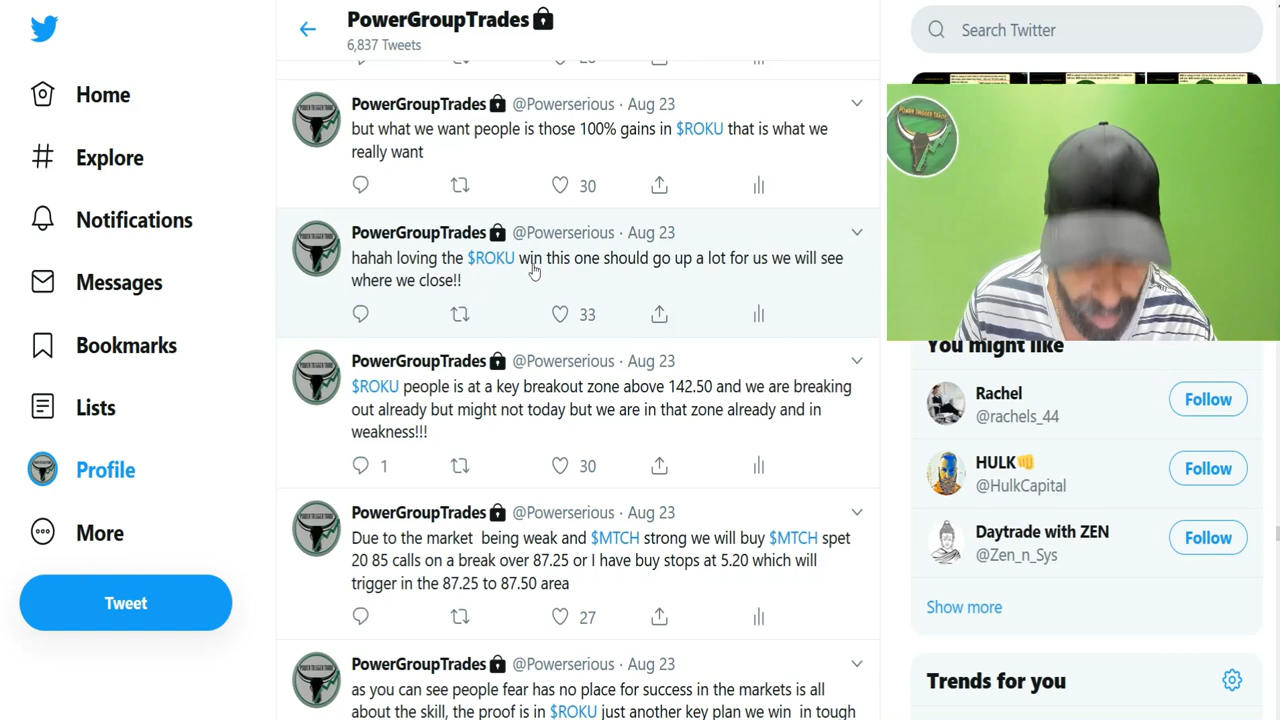 PowerGroupTrades
6,837 Tweets
Search Twitter
Home
Explore
Notifications
Messages
Bookmarks
Lists
Profile
More
Tweet
PowerGroupTrades @Powerserious · Aug 23
but what we want people is those 100% gains in $ROKU that is what we
really want
30
PowerGroupTrades @Powerserious · Aug 23
hahah loving the $ROKU win this one should go up a lot for us we will see
where we close!!
33
PowerGroupTrades @Powerserious · Aug 23
$ROKU people is at a key breakout zone above 142.50 and we are breaking
out already but might not today but we are in that zone already and in
weakness!!!
1 30
PowerGroupTrades @Powerserious · Aug 23
Due to the market being weak and $MTCH strong we will buy $MTCH spet
20 85 calls on a break over 87.25 or I have buy stops at 5.20 which will
trigger in the 87.25 to 87.50 area
27
PowerGroupTrades @Powerserious · Aug 23
as you can see people fear has no place for success in the markets is all
about the skill, the proof is in $ROKU just another key plan we win in tough
POWER TRIGGER TRADE
You might like
Rachel
@rachels_44
Follow
HULK
@HulkCapital
Follow
Daytrade with ZEN
@Zen_n_Sys
Follow
Show more
Trends for you